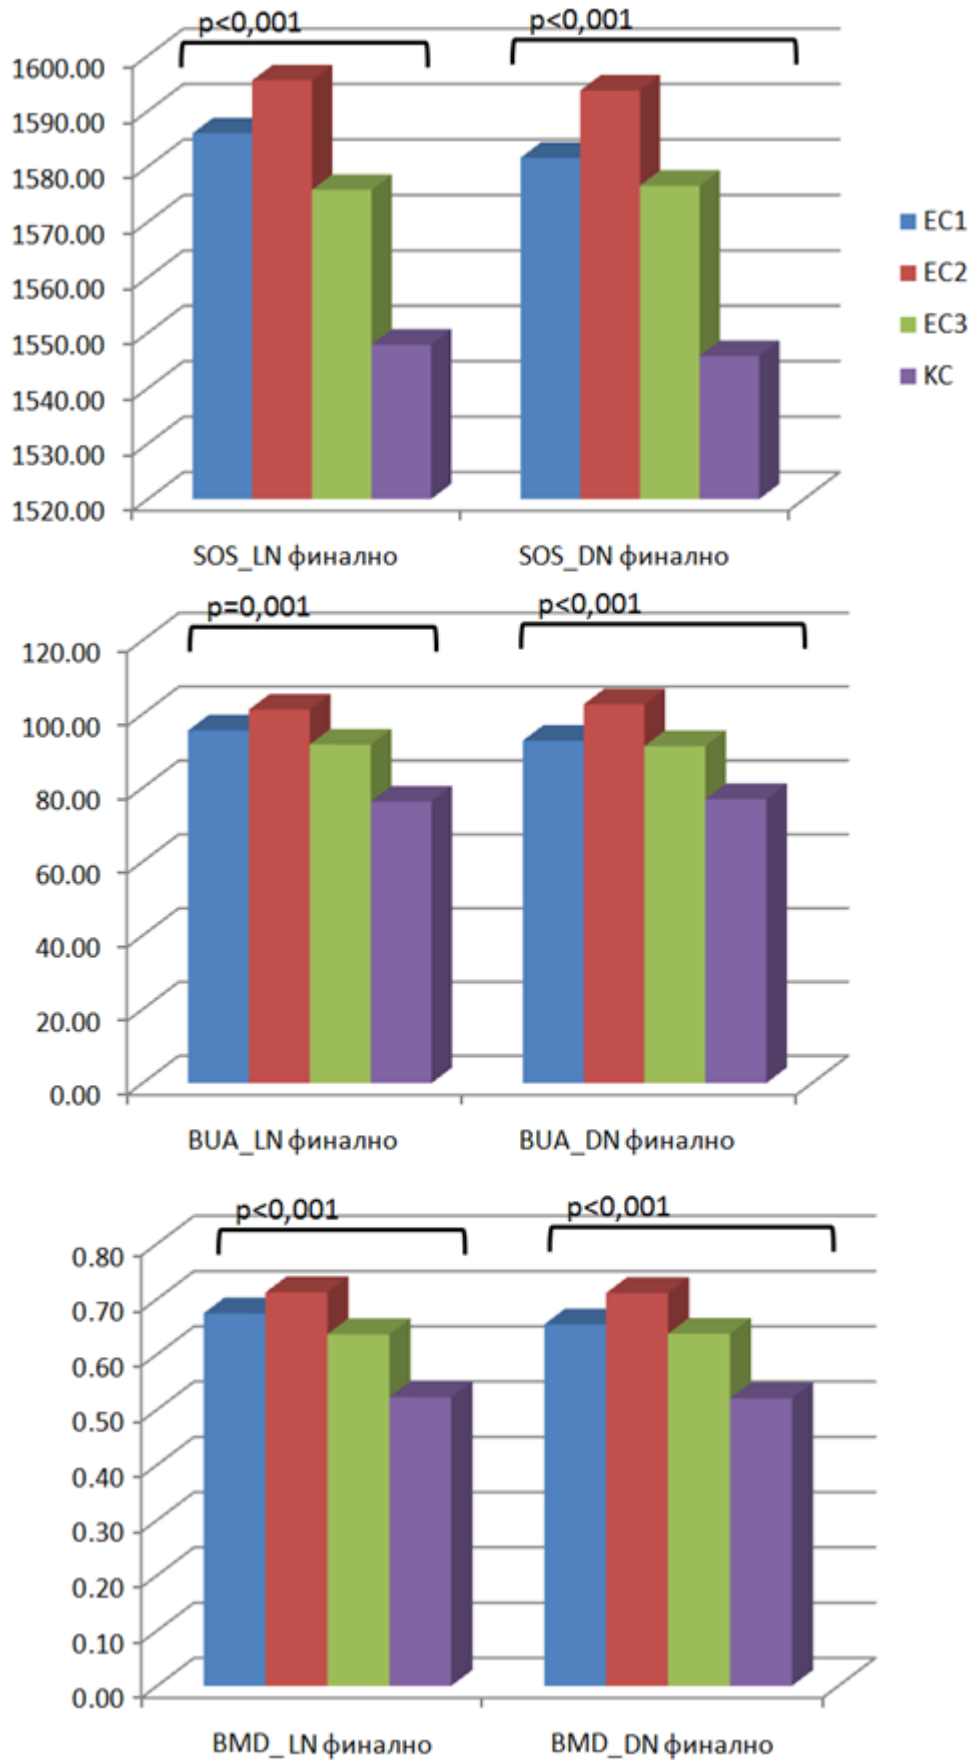 p<0,001 p<0,001
1600.00
1590.00
1580.00
1570.00
1560.00
1550.00
1540.00
1530.00
1520.00
SOS_LN финално SOS_DN финално
EC1
EC2
EC3
KC
p=0,001 p<0,001
120.00
100.00
80.00
60.00
40.00
20.00
0.00
BUA_LN финално BUA_DN финално
p<0,001 p<0,001
0.80
0.70
0.60
0.50
0.40
0.30
0.20
0.10
0.00
BMD_ LN финално BMD_DN финално